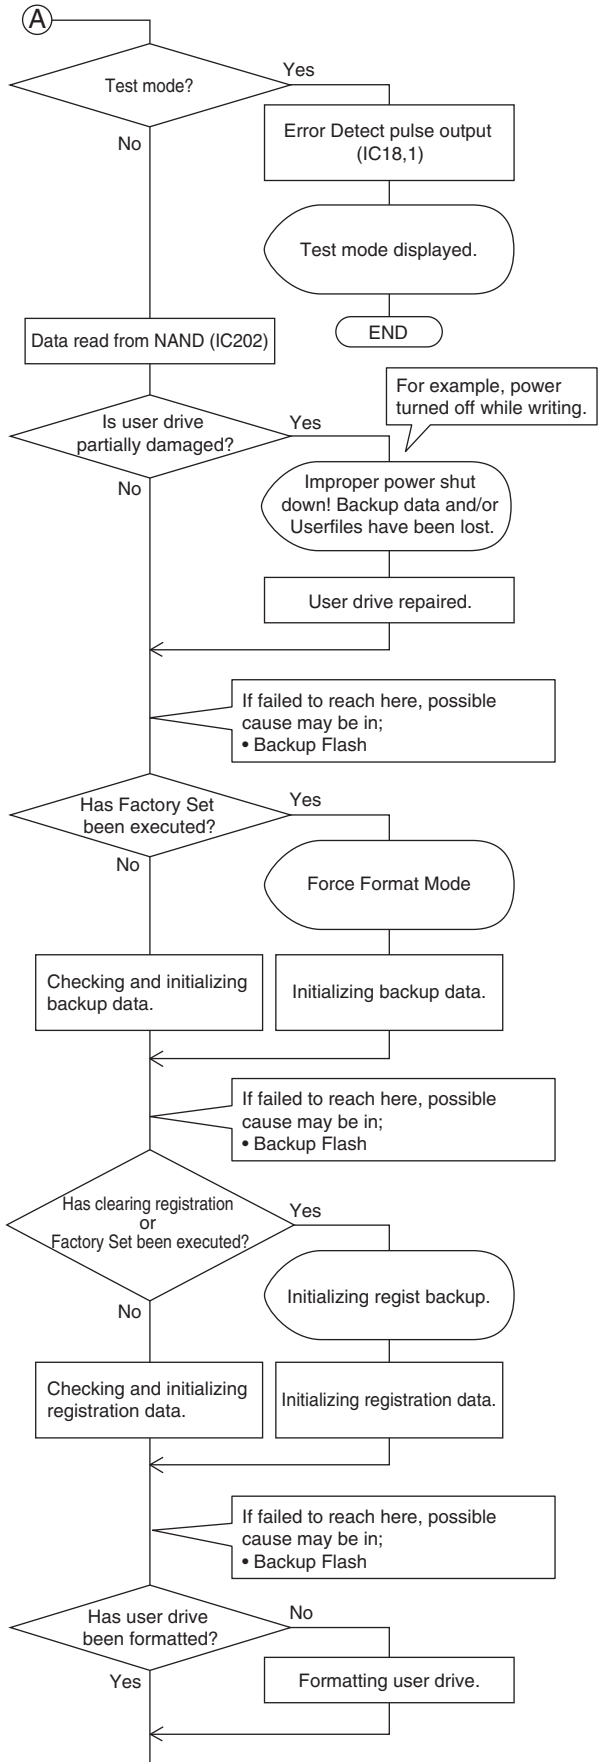 A
Test mode?
Yes
No
Error Detect pulse output
(IC18,1)
Test mode displayed.
END
Data read from NAND (IC202)
Is user drive
partially damaged?
Yes
No
For example, power
turned off while writing.
Improper power shut
down! Backup data and/or
Userfiles have been lost.
User drive repaired.
If failed to reach here, possible
cause may be in;
• Backup Flash
Has Factory Set
been executed?
Yes
No
Force Format Mode
Checking and initializing
backup data.
Initializing backup data.
If failed to reach here, possible
cause may be in;
• Backup Flash
Has clearing registration
or
Factory Set been executed?
Yes
No
Initializing regist backup.
Checking and initializing
registration data.
Initializing registration data.
If failed to reach here, possible
cause may be in;
• Backup Flash
Has user drive
been formatted?
No
Yes
Formatting user drive.